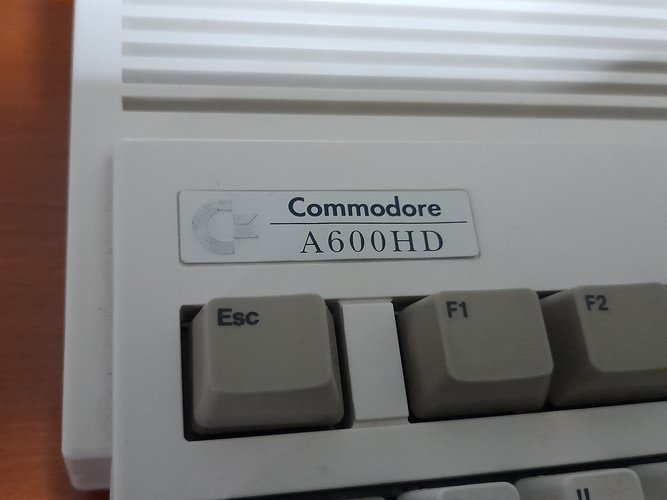 Commodore
A600HD
Esc
F1
F2